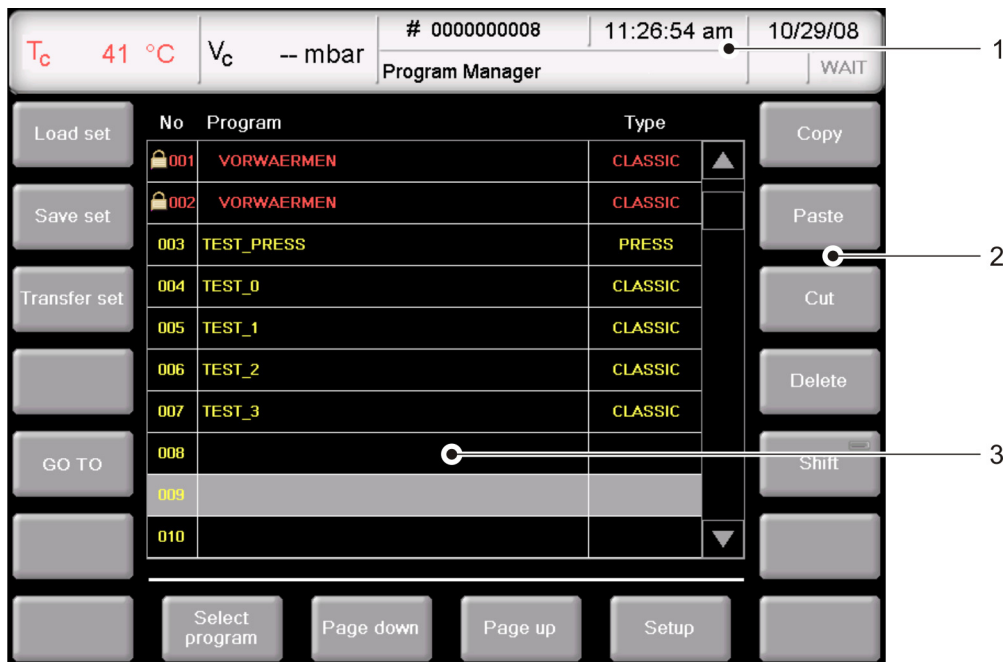 Tc 41 °C
Vc -- mbar
# 0000000008
11:26:54 am
10/29/08
Program Manager
WAIT
1
Load set
Save set
Transfer set
GO TO
No Program Type
001 VORWAERMEN CLASSIC
002 VORWAERMEN CLASSIC
003 TEST_PRESS PRESS
004 TEST_0 CLASSIC
005 TEST_1 CLASSIC
006 TEST_2 CLASSIC
007 TEST_3 CLASSIC
008
009
010
Copy
Paste
2
Cut
Delete
Shift
3
Select
program
Page down
Page up
Setup